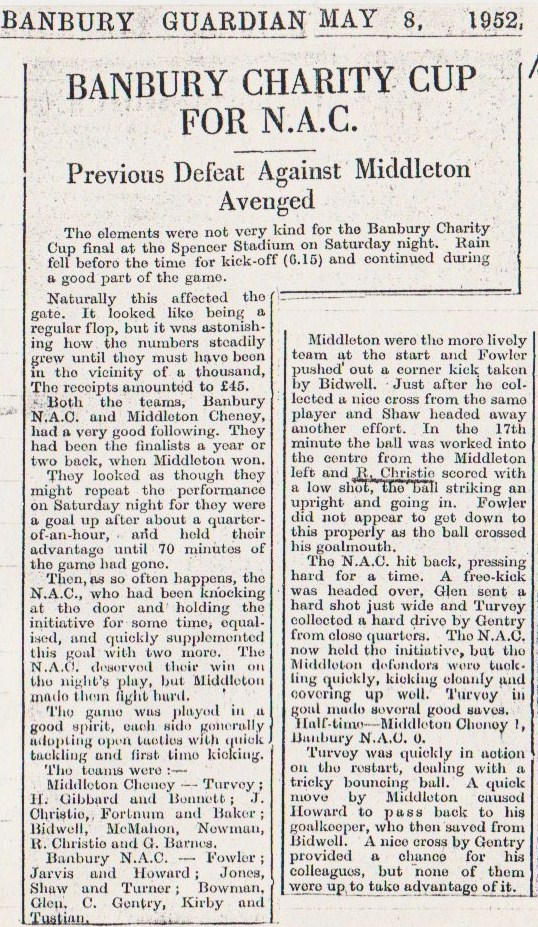 BANBURY GUARDIAN MAY 8, 1952,
BANBURY CHARITY CUP
FOR N.A.C.
Previous Defeat Against Middleton
Avenged
The elements were not very kind for the Banbury Charity
Cup final at the Spencer Stadium on Saturday night. Rain
fell before the time for kick-off (6.15) and continued during
a good part of the game.
Naturally this affected the
gate. It looked like being a
regular flop, but it was astonish-
ing how the numbers steadily
grew until they must have been
in the vicinity of a thousand,
The receipts amounted to £45.
Both the teams, Banbury
N.A.C. and Middleton Cheney,
had a very good following. They
had been the finalists a year or
two back, when Middleton won.
They looked as though they
might repeat the performance
on Saturday night for they were
a goal up after about a quarter-
of-an-hour, and held their
advantage until 70 minutes of
the game had gone.
Then, as so often happens, the
N.A.C., who had been knocking
at the door and holding the
initiative for some time, equal-
ised, and quickly supplemented
this goal with two more. The
N.A.C. deserved their win on
the night's play, but Middleton
made them fight hard.
The game was played in a
good spirit, each side generally
adopting open tactics with quick
tackling and first time kicking.
The teams were :—
Middleton Cheney — Turvey ;
H. Gibbard and Bennett ; J.
Christie, Fortnum and Baker ;
Bidwell, McMahon, Newman,
R. Christie and G. Barnes.
Banbury N.A.C. — Fowler ;
Jarvis and Howard ; Jones,
Shaw and Turner ; Bowman,
Glen, C. Gentry, Kirby and
Tustian.
Middleton were the more lively
team at the start and Fowler
pushed out a corner kick taken
by Bidwell. Just after he col-
lected a nice cross from the same
player and Shaw headed away
another effort. In the 17th
minute the ball was worked into
the centre from the Middleton
left and R. Christie scored with
a low shot, the ball striking an
upright and going in. Fowler
did not appear to get down to
this properly as the ball crossed
his goalmouth.
The N.A.C. hit back, pressing
hard for a time. A free-kick
was headed over, Glen sent a
hard shot just wide and Turvey
collected a hard drive by Gentry
from close quarters. The N.A.C.
now held the initiative, but the
Middleton defenders were tack-
ling quickly, kicking cleanly and
covering up well. Turvey in
goal made several good saves.
Half-time—Middleton Cheney 1,
Banbury N.A.C. 0.
Turvey was quickly in action
on the restart, dealing with a
tricky bouncing ball. A quick
move by Middleton caused
Howard to pass back to his
goalkeeper, who then saved from
Bidwell. A nice cross by Gentry
provided a chance for his
colleagues, but none of them
were up to take advantage of it.